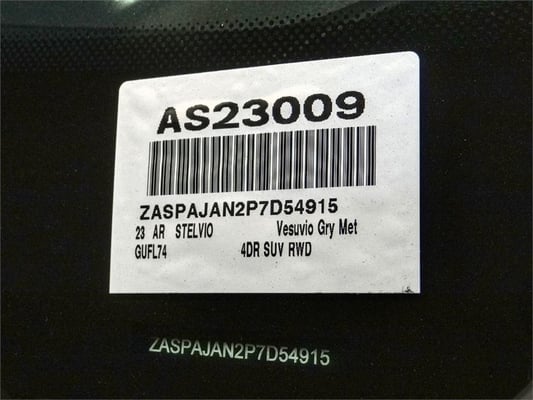 AS23009
ZASPAJAN2P7D54915
23 AR STELVIO Vesuvio Gry Met
GUFL74 4DR SUV RWD
ZASPAJAN2P7D54915